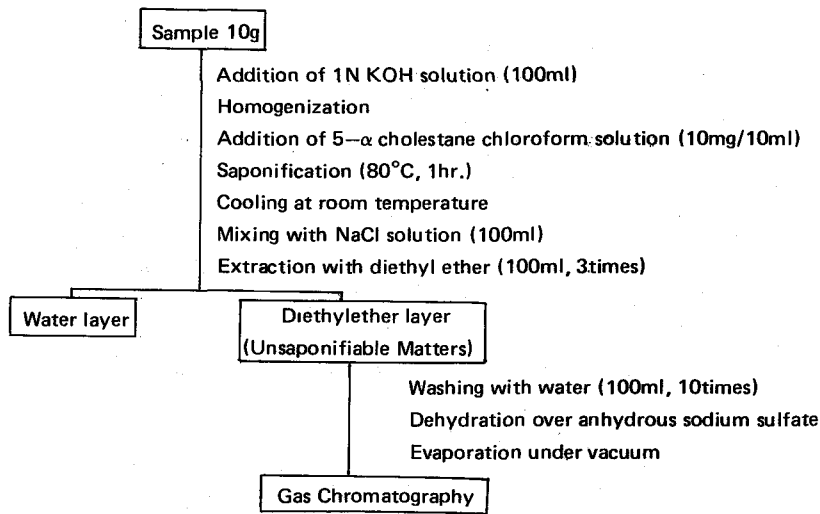 Sample 10g
Addition of 1N KOH solution (100ml)
Homogenization
Addition of 5-α cholestane chloroform solution (10mg/10ml)
Saponification (80°C, 1hr.)
Cooling at room temperature
Mixing with NaCl solution (100ml)
Extraction with diethyl ether (100ml, 3times)
Water layer
Diethylether layer
(Unsaponifiable Matters)
Washing with water (100ml, 10times)
Dehydration over anhydrous sodium sulfate
Evaporation under vacuum
Gas Chromatography